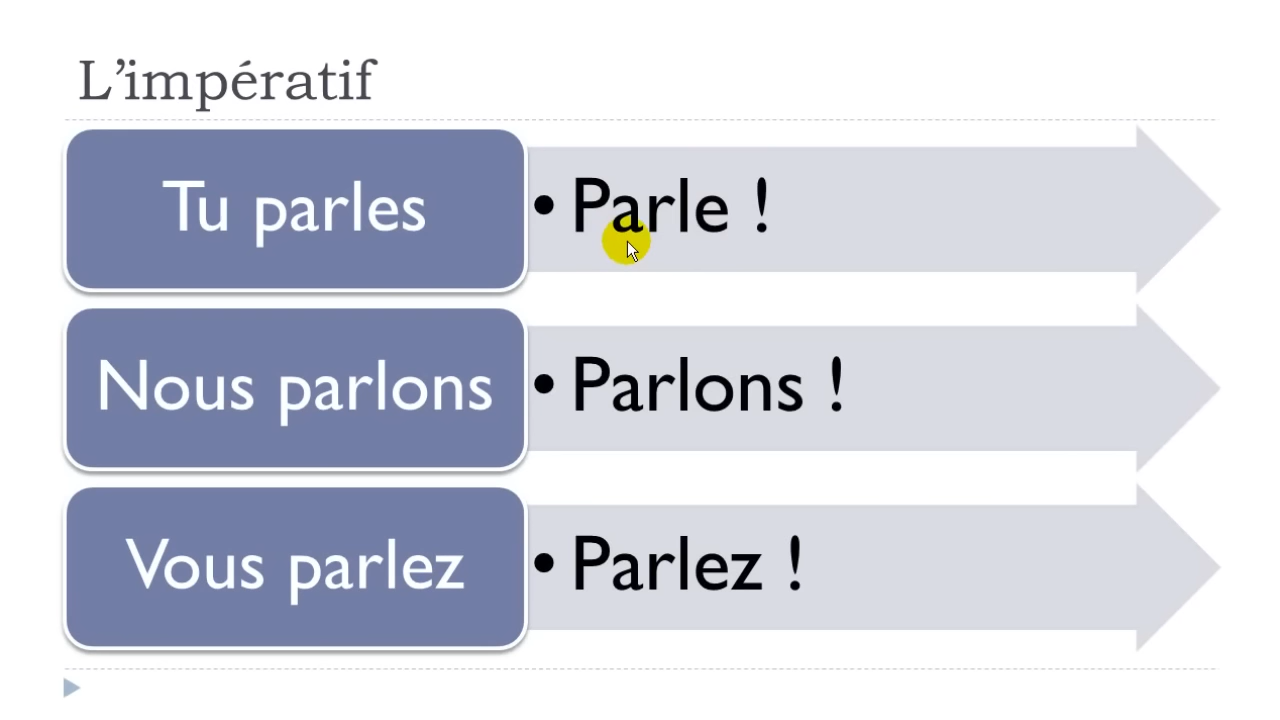 L’impératif
Tu parles
• Parle !
Nous parlons
• Parlons !
Vous parlez
• Parlez !